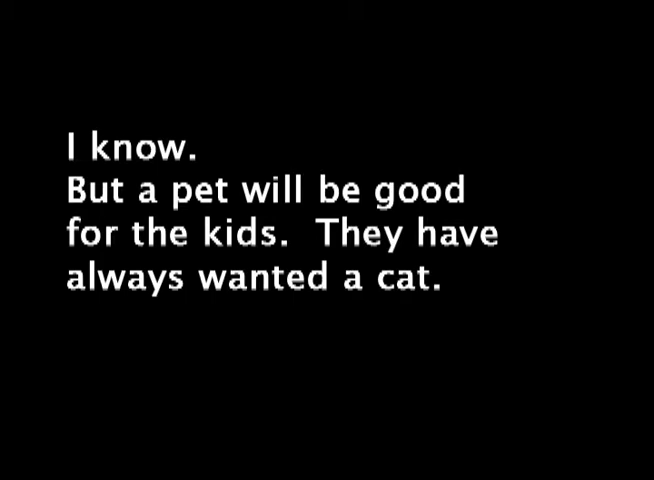 I know.
But a pet will be good
for the kids.  They have
always wanted a cat.